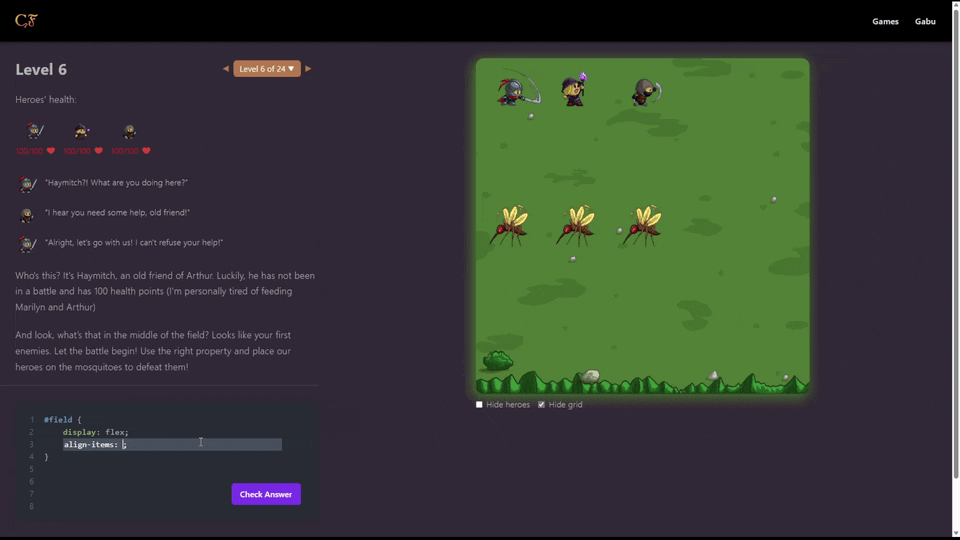 CF
Games
Gabu
Level 6
◀ Level 6 of 24 ▼ ▶
Heroes' health:
100/100
100/100
"Haymitch?! What are you doing here?"
"I hear you need some help, old friend!"
"Alright, let's go with us! I can't refuse your help!"
Who's this? It's Haymitch, an old friend of Arthur. Luckily, he has not been
in a battle and has 100 health points (I'm personally tired of feeding
Marilyn and Arthur)
And look, what's that in the middle of the field? Looks like your first
enemies. Let the battle begin! Use the right property and place our
heroes on the mosquitoes to defeat them!
1 #field {
2 display: flex;
3 align-items: ;
4 }
5
6
7
8
Check Answer
Hide heroes
Hide grid